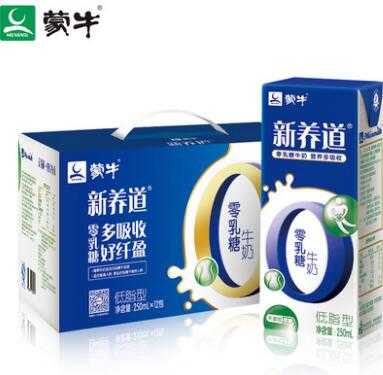 蒙牛
蒙牛
新养道
零乳糖
多吸收
好纤盈
零乳糖
牛奶
低脂型
净含量:250mL×12包
蒙牛
新养道
零乳糖牛奶 营养多吸收
零乳糖
牛奶
低脂型
净含量:250mL